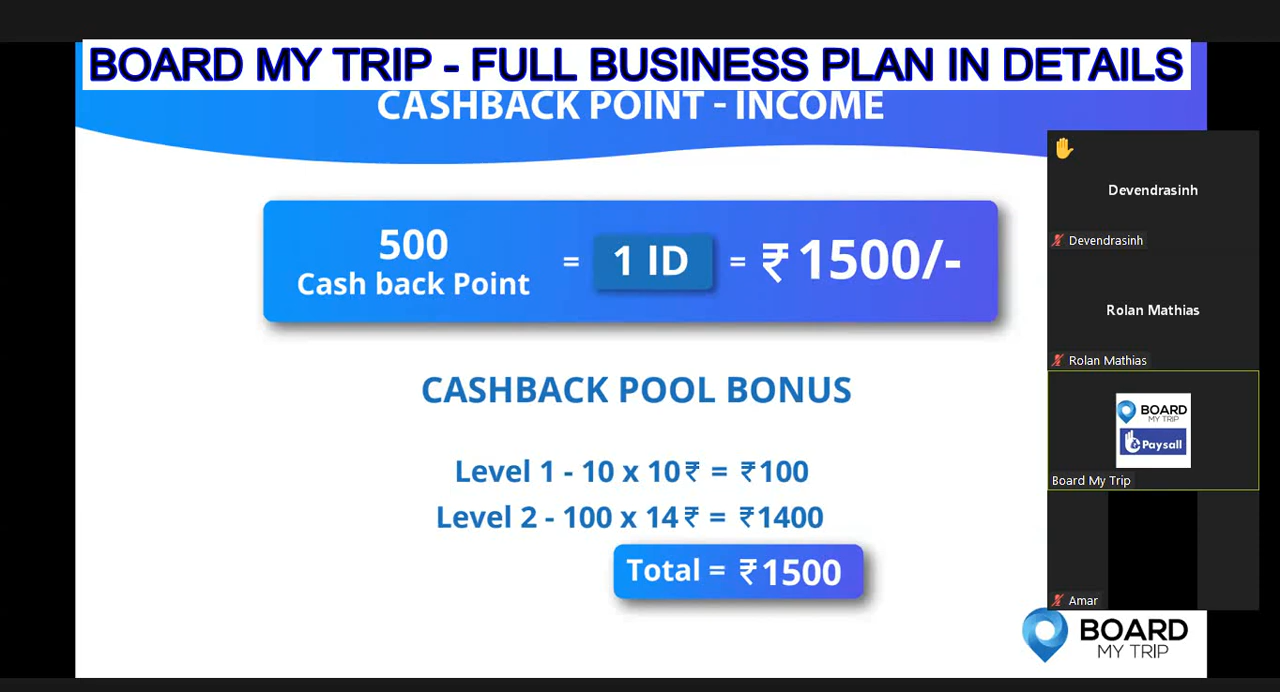 BOARD MY TRIP - FULL BUSINESS PLAN IN DETAILS
CASHBACK POINT - INCOME
500
Cash back Point
= 1 ID = ₹1500/-
CASHBACK POOL BONUS
Level 1 - 10 x 10₹ = ₹100
Level 2 - 100 x 14₹ = ₹1400
Total = ₹1500
Devendrasinh
Devendrasinh
Rolan Mathias
Rolan Mathias
BOARD
MY TRIP
Paysall
Board My Trip
Amar
BOARD
MY TRIP